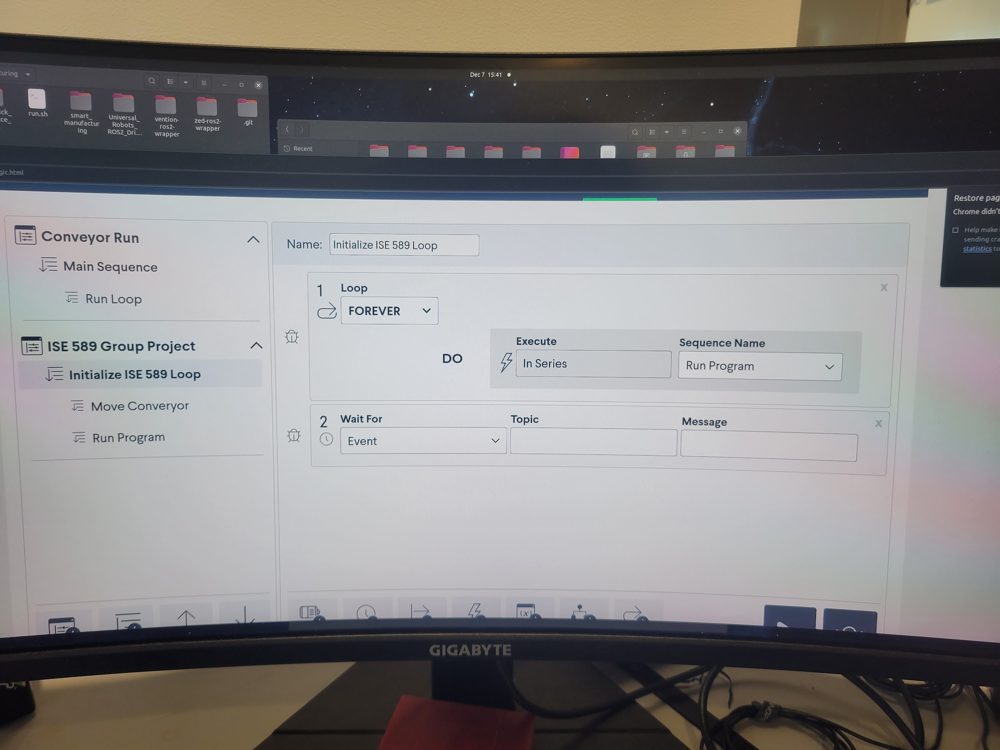 turing
Dec 7 15:41
run.sh
smart_
manufactur
ing
Universal_
Robots_
ROS2_Dri...
vention-
ros2-
wrapper
zed-ros2-
wrapper
.git
ick_
ce_
Recent
gic.html
Restore pag
Chrome didn't
Help make
sending cra
statistics to
Conveyor Run
Main Sequence
Run Loop
ISE 589 Group Project
Initialize ISE 589 Loop
Move Converyor
Run Program
Name: Initialize ISE 589 Loop
1 Loop
FOREVER
DO
Execute
In Series
Sequence Name
Run Program
2 Wait For
Event
Topic
Message
(x)
GIGABYTE